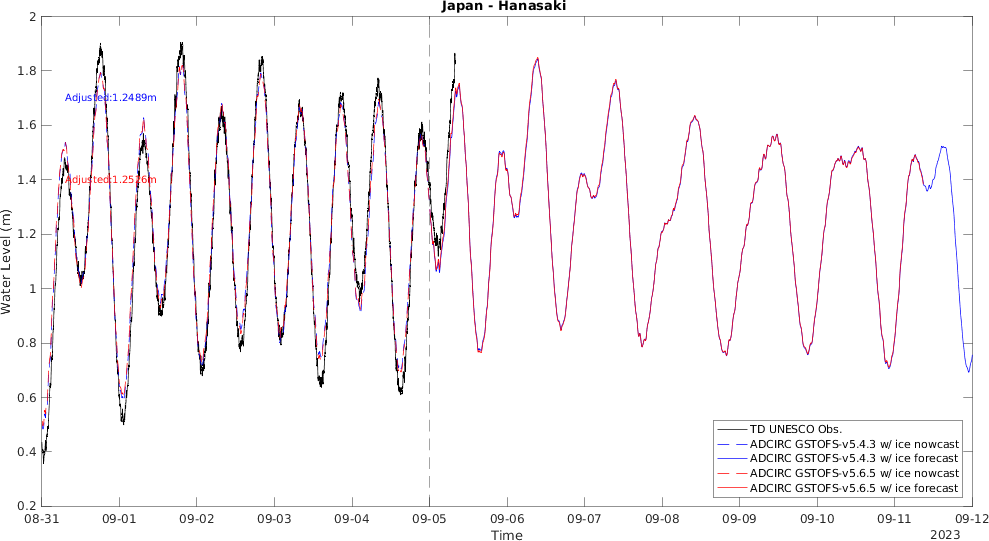 Japan - Hanasaki
2
1.8
1.6
1.4
1.2
1
0.8
0.6
0.4
0.2
Water Level (m)
Adjusted:1.2489m
Adjusted:1.2526m
TD UNESCO Obs.
ADCIRC GSTOFS-v5.4.3 w/ ice nowcast
ADCIRC GSTOFS-v5.4.3 w/ ice forecast
ADCIRC GSTOFS-v5.6.5 w/ ice nowcast
ADCIRC GSTOFS-v5.6.5 w/ ice forecast
08-31 09-01 09-02 09-03 09-04 09-05 09-06 09-07 09-08 09-09 09-10 09-11 09-12
Time
2023